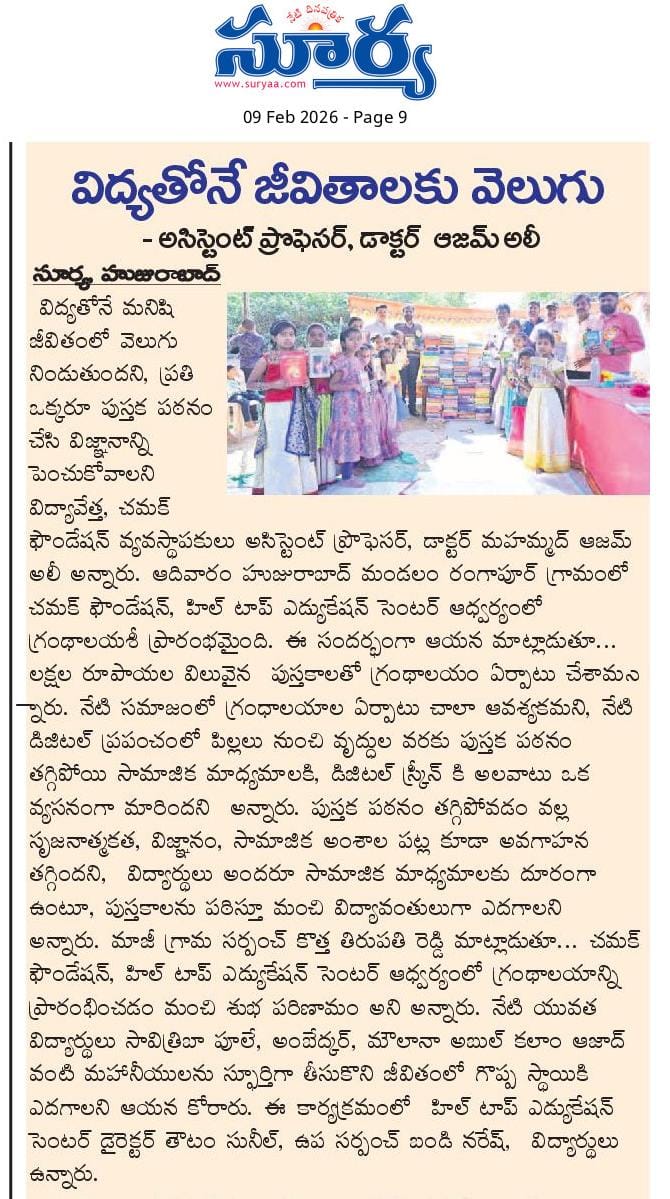 నేటి దినపత్రిక
సూర్య
www.suryaa.com
09 Feb 2026 - Page 9
విద్యతోనే జీవితాలకు వెలుగు
- అసిస్టెంట్ ప్రొఫెసర్, డాక్టర్ ఆజమ్ అలీ
సూర్య, హుజురాబాద్
విద్యతోనే మనిషి
జీవితంలో వెలుగు
నిండుతుందని, ప్రతి
ఒక్కరూ పుస్తక పఠనం
చేసి విజ్ఞానాన్ని
పెంచుకోవాలని
విద్యావేత్త, చమక్
ఫౌండేషన్ వ్యవస్థాపకులు అసిస్టెంట్ ప్రొఫెసర్, డాక్టర్ మహమ్మద్ ఆజమ్
అలీ అన్నారు. ఆదివారం హుజురాబాద్ మండలం రంగాపూర్ గ్రామంలో
చమక్ ఫౌండేషన్, హిల్ టాప్ ఎడ్యుకేషన్ సెంటర్ ఆధ్వర్యంలో
గ్రంథాలయశీ ప్రారంభమైంది. ఈ సందర్భంగా ఆయన మాట్లాడుతూ...
లక్షల రూపాయల విలువైన పుస్తకాలతో గ్రంథాలయం ఏర్పాటు చేశామన
్నారు. నేటి సమాజంలో గ్రంధాలయాల ఏర్పాటు చాలా ఆవశ్యకమని, నేటి
డిజిటల్ ప్రపంచంలో పిల్లలు నుంచి వృద్ధుల వరకు పుస్తక పఠనం
తగ్గిపోయి సామాజిక మాధ్యమాలకి, డిజిటల్ స్క్రీన్ కి అలవాటు ఒక
వ్యసనంగా మారిందని అన్నారు. పుస్తక పఠనం తగ్గిపోవడం వల్ల
సృజనాత్మకత, విజ్ఞానం, సామాజిక అంశాల పట్ల కూడా అవగాహన
తగ్గిందని, విద్యార్థులు అందరూ సామాజిక మాధ్యమాలకు దూరంగా
ఉంటూ, పుస్తకాలను పఠిస్తూ మంచి విద్యావంతులుగా ఎదగాలని
అన్నారు. మాజీ గ్రామ సర్పంచ్ కొత్త తిరుపతి రెడ్డి మాట్లాడుతూ... చమక్
ఫౌండేషన్, హిల్ టాప్ ఎడ్యుకేషన్ సెంటర్ ఆధ్వర్యంలో గ్రంథాలయాన్ని
ప్రారంభించడం మంచి శుభ పరిణామం అని అన్నారు. నేటి యువత
విద్యార్థులు సావిత్రిబా పూలే, అంబేద్కర్, మౌలానా అబుల్ కలాం ఆజాద్
వంటి మహనీయులను స్ఫూర్తిగా తీసుకొని జీవితంలో గొప్ప స్థాయికి
ఎదగాలని ఆయన కోరారు. ఈ కార్యక్రమంలో హిల్ టాప్ ఎడ్యుకేషన్
సెంటర్ డైరెక్టర్ తౌటం సునీల్, ఉప సర్పంచ్ బండి నరేష్, విద్యార్థులు
ఉన్నారు.